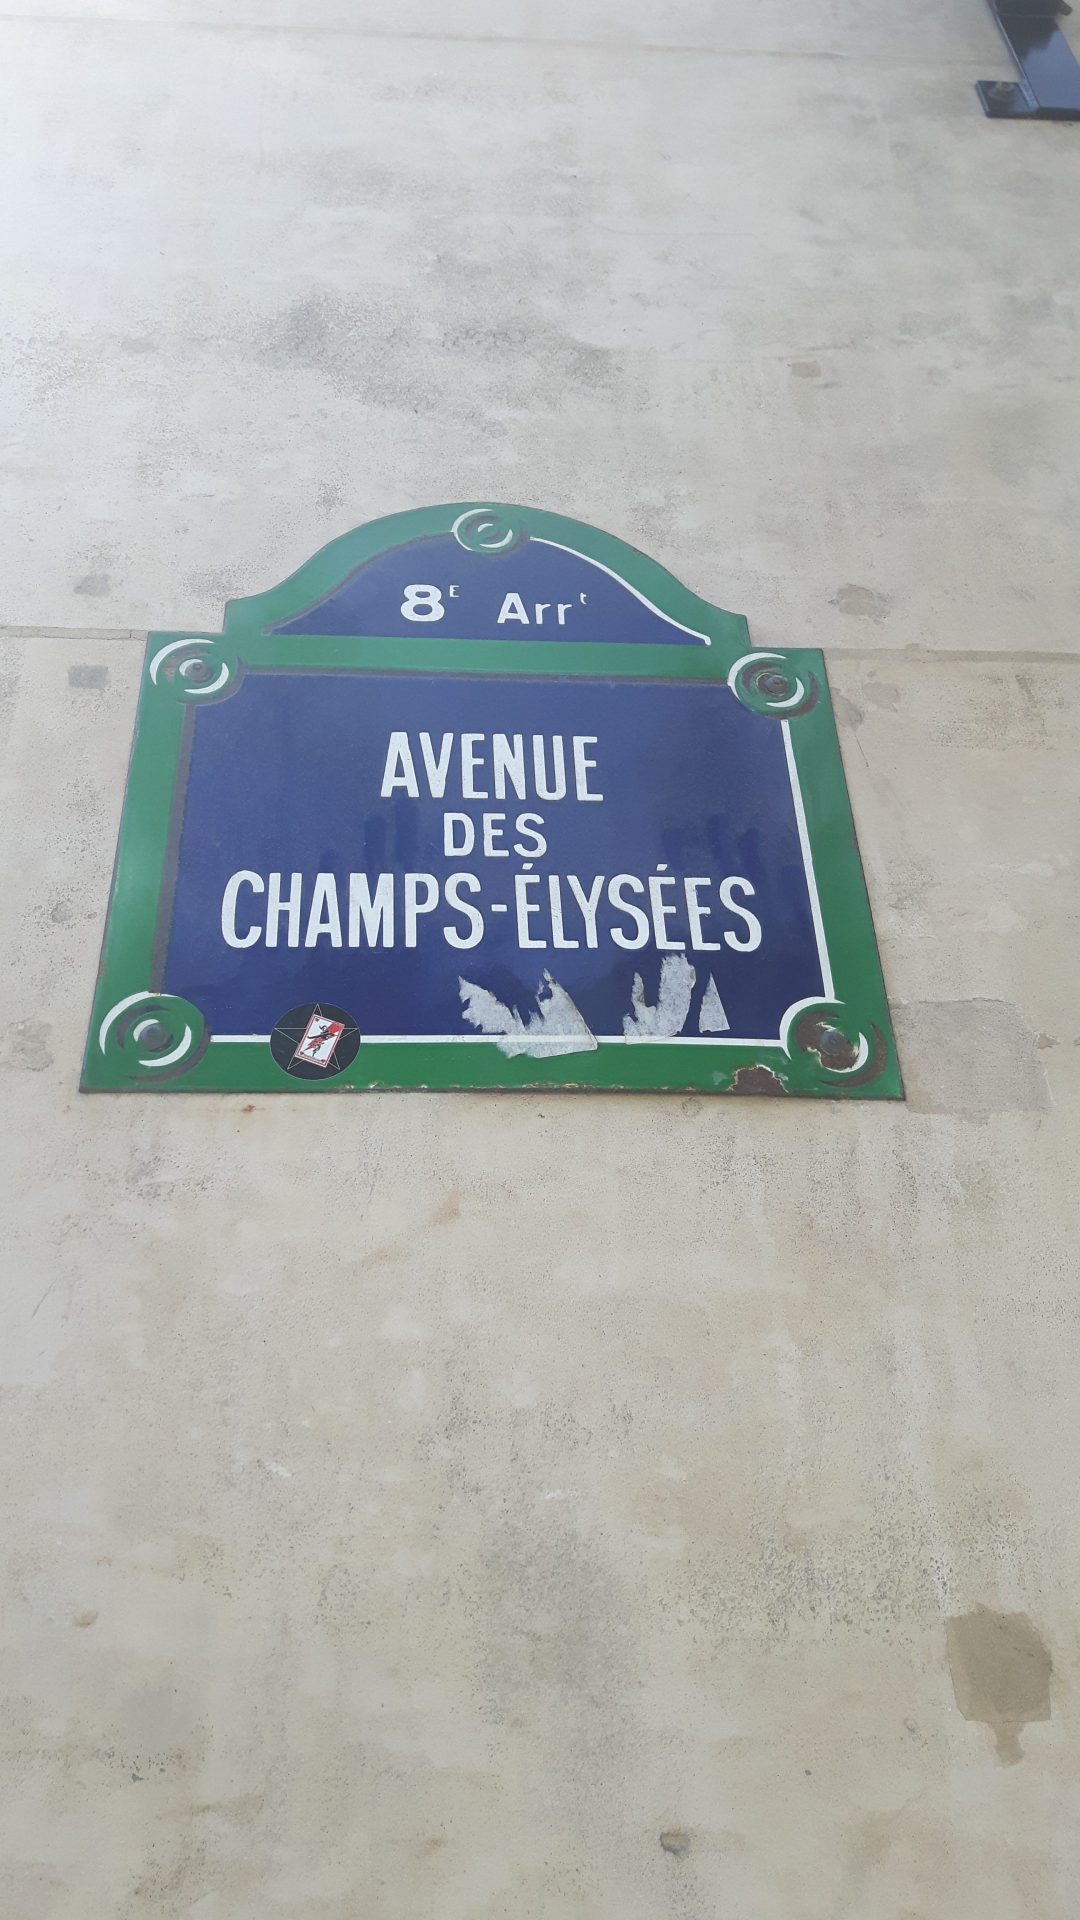 8E Arrt
AVENUE
DES
CHAMPS-ÉLYSÉES